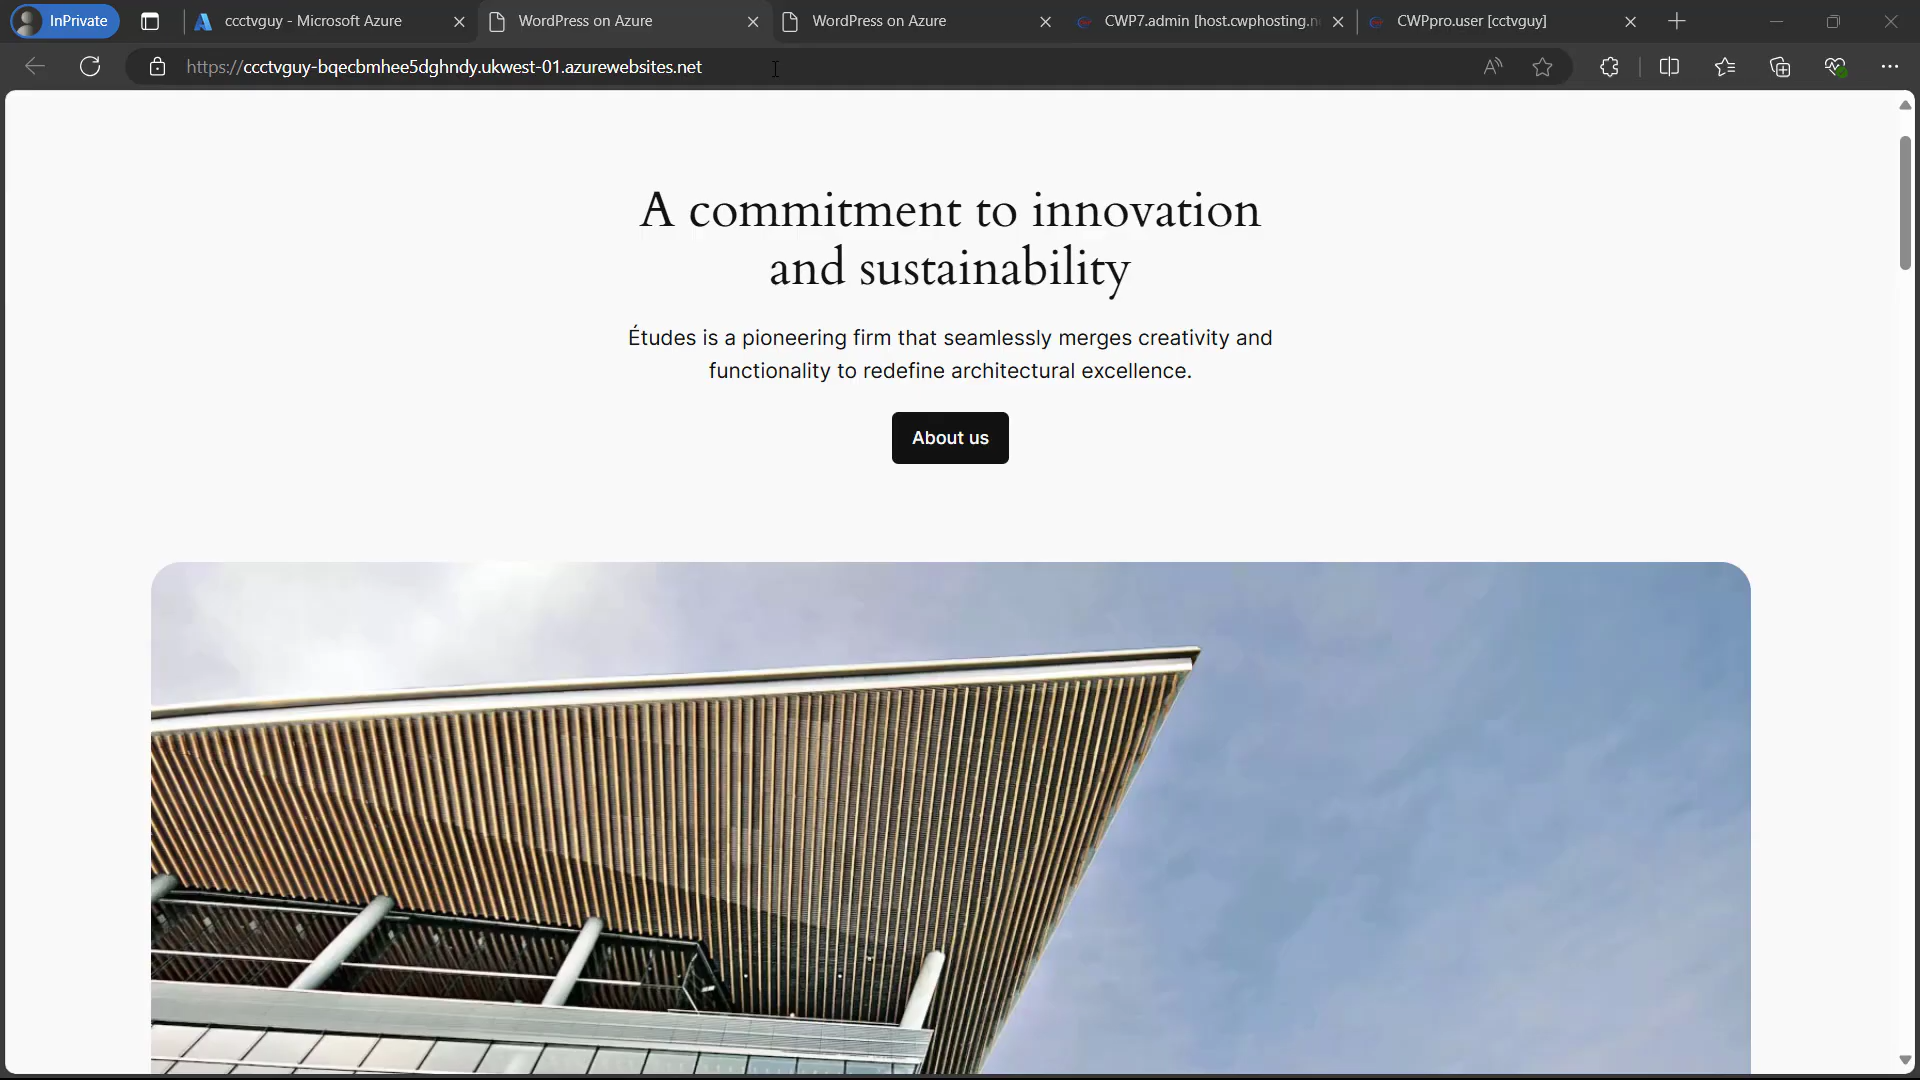 InPrivate
ccctvguy - Microsoft Azure
WordPress on Azure
WordPress on Azure
CWP7.admin [host.cwphosting.n
CWPpro.user [cctvguy]
https://ccctvguy-bqecbmhee5dghndy.ukwest-01.azurewebsites.net
A commitment to innovation
and sustainability
Études is a pioneering firm that seamlessly merges creativity and
functionality to redefine architectural excellence.
About us